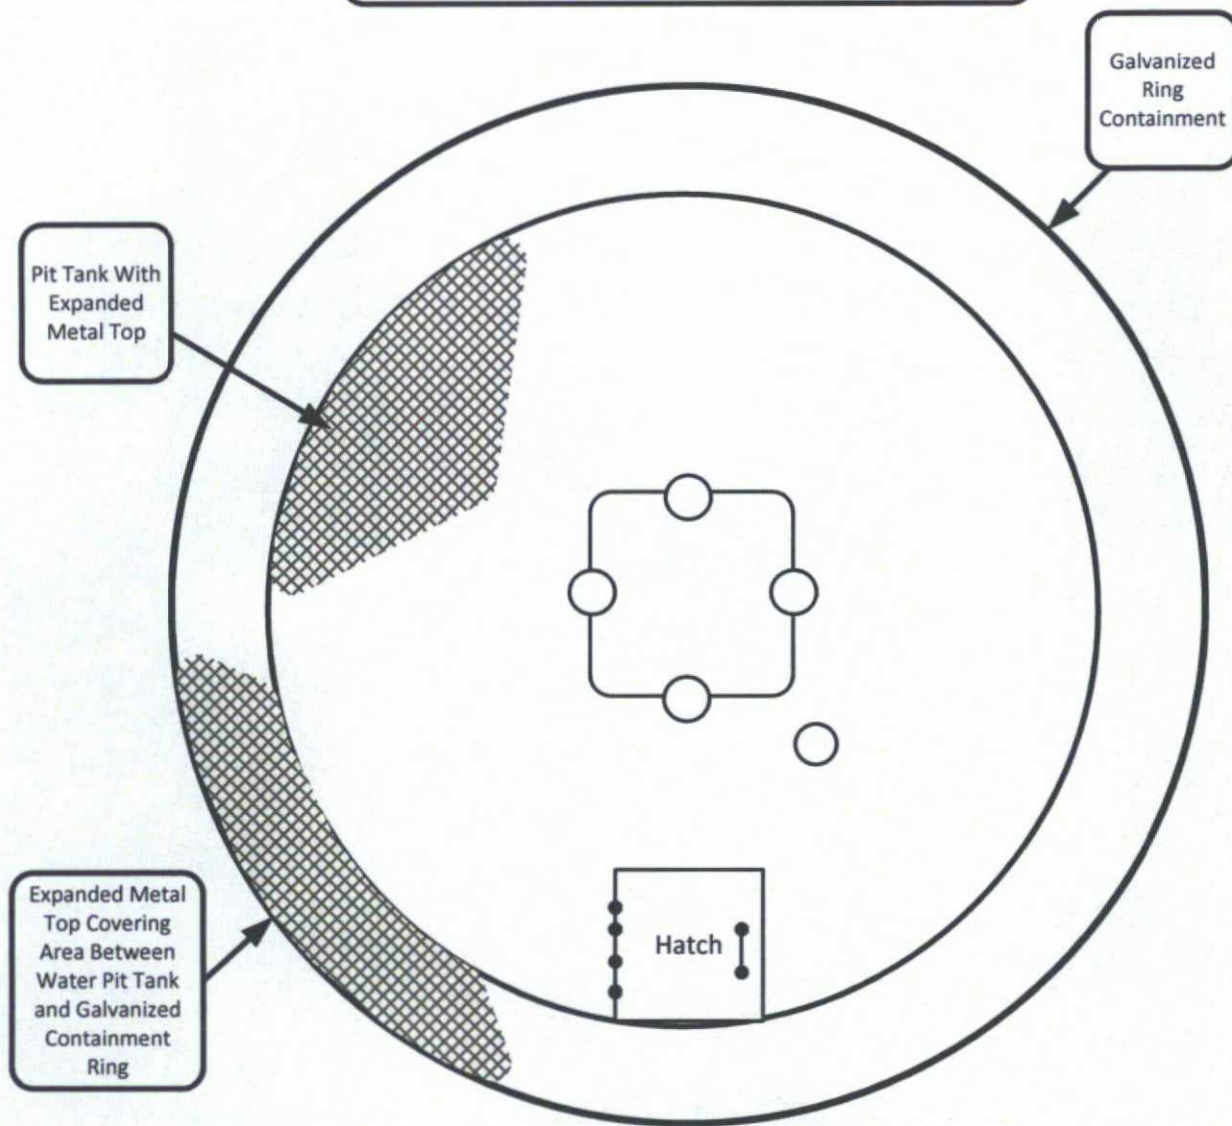 Galvanized
Ring
Containment
Pit Tank With
Expanded
Metal Top
Expanded Metal
Top Covering
Area Between
Water Pit Tank
and Galvanized
Containment
Ring
Hatch